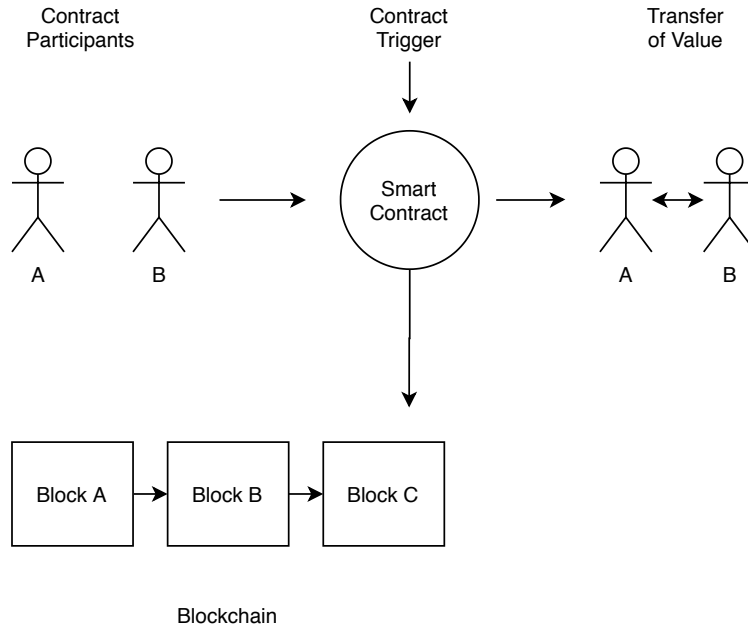 Contract
Participants
Contract
Trigger
Transfer
of Value
Smart
Contract
A
B
A
B
Block A
Block B
Block C
Blockchain